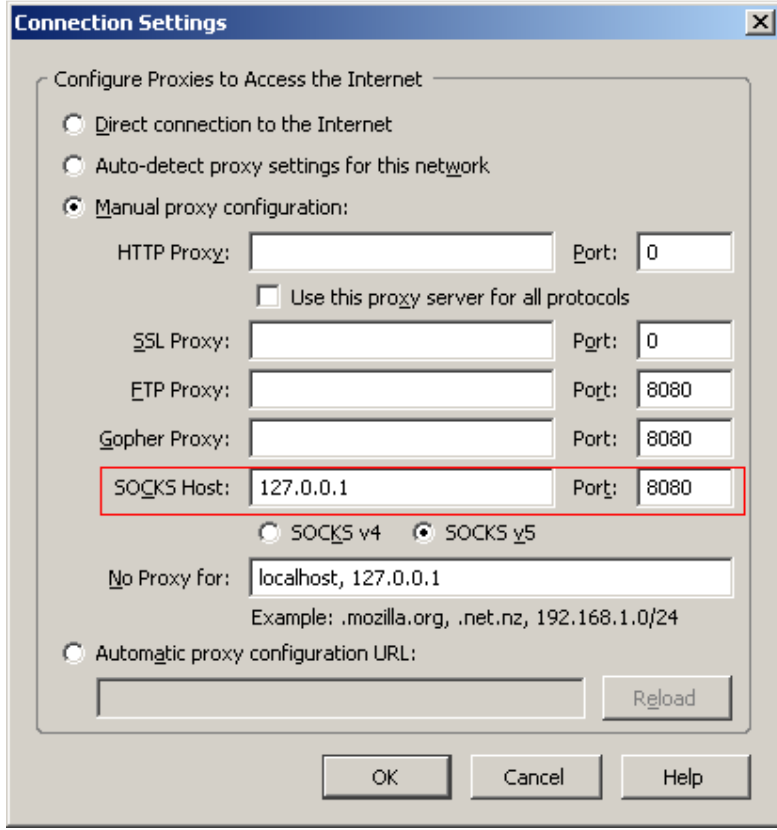 Connection Settings
Configure Proxies to Access the Internet
Direct connection to the Internet
Auto-detect proxy settings for this network
Manual proxy configuration:
HTTP Proxy: Port: 0
Use this proxy server for all protocols
SSL Proxy: Port: 0
FTP Proxy: Port: 8080
Gopher Proxy: Port: 8080
SOCKS Host: 127.0.0.1 Port: 8080
SOCKS v4 SOCKS v5
No Proxy for: localhost, 127.0.0.1
Example: .mozilla.org, .net.nz, 192.168.1.0/24
Automatic proxy configuration URL:
Reload
OK Cancel Help